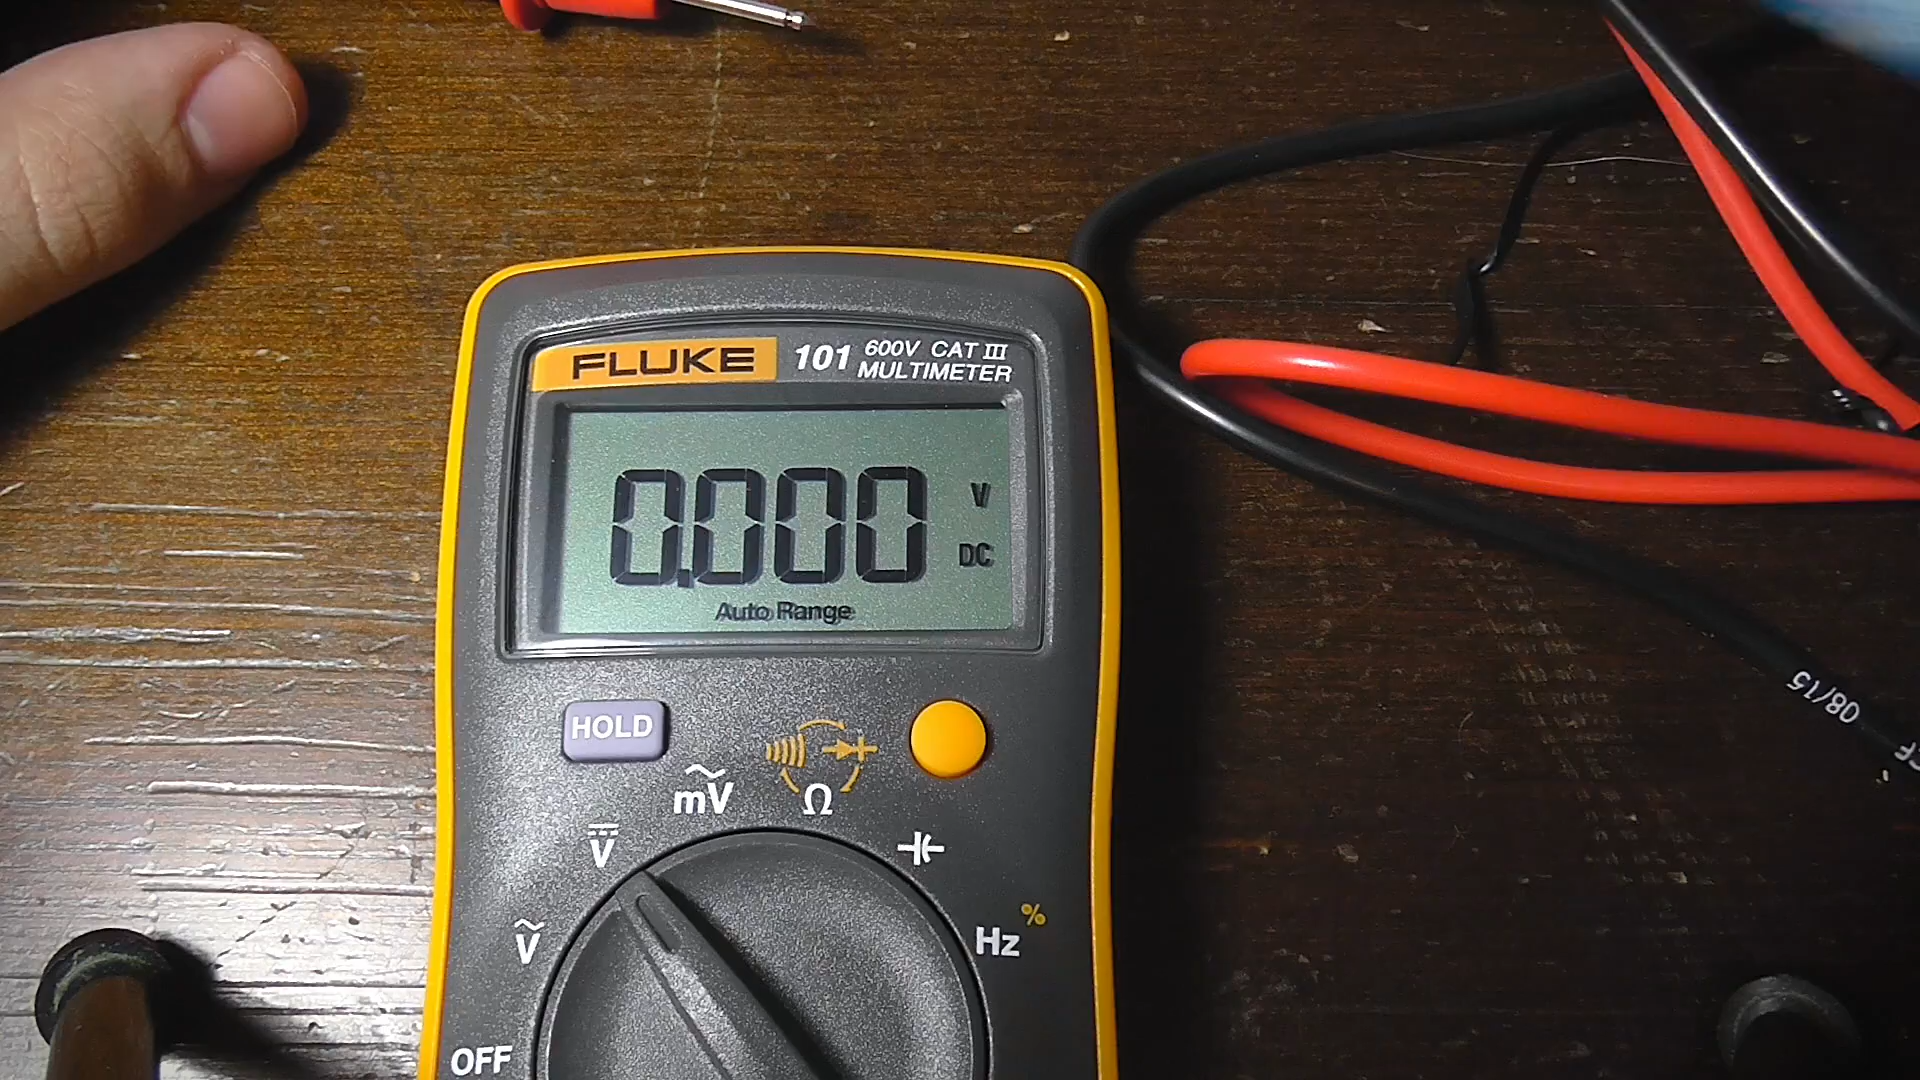 FLUKE 101 600V CAT III
MULTIMETER
0.000 V
DC
Auto Range
HOLD
mV
Ω
V
V
Hz %
OFF
08/15